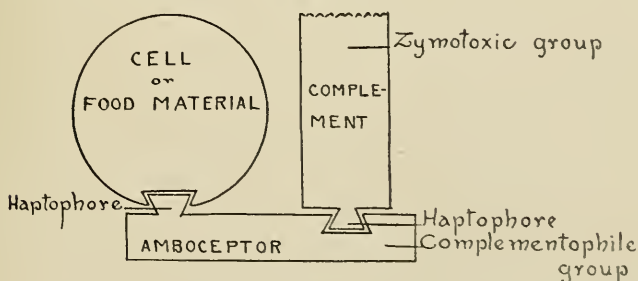 CELL
or
FOOD MATERIAL
Zymotoxic group
COMPLE-
MENT
Haptophore
AMBOCEPTOR
Haptophore
Complementophile
group